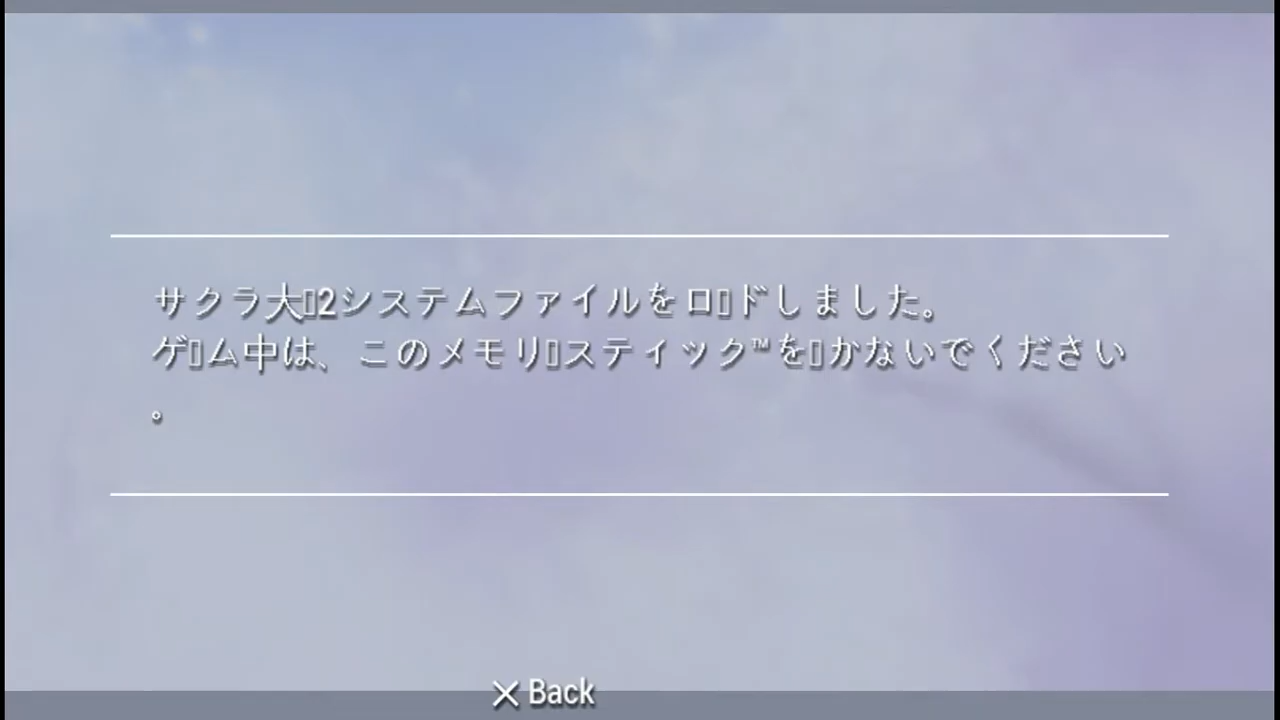 サクラ大▯2システムファイルをロ▯ドしました。
ゲ▯ム中は、このメモリ▯スティック™を▯かないでください
。
✕ Back